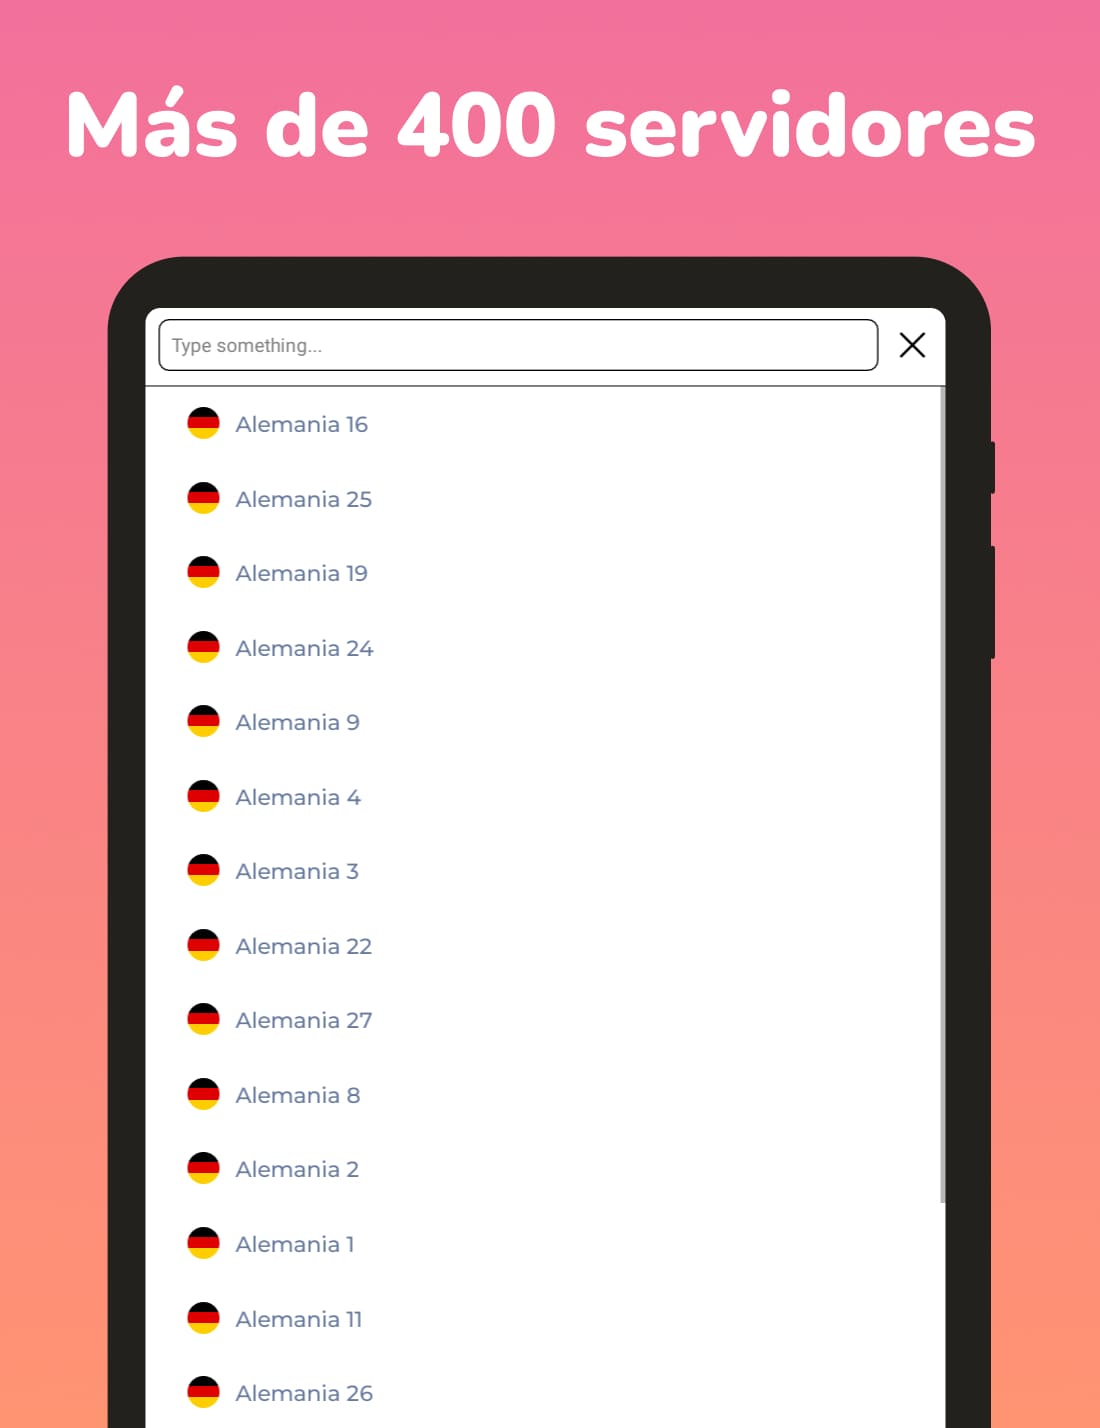 Más de 400 servidores
Type something...
Alemania 16
Alemania 25
Alemania 19
Alemania 24
Alemania 9
Alemania 4
Alemania 3
Alemania 22
Alemania 27
Alemania 8
Alemania 2
Alemania 1
Alemania 11
Alemania 26